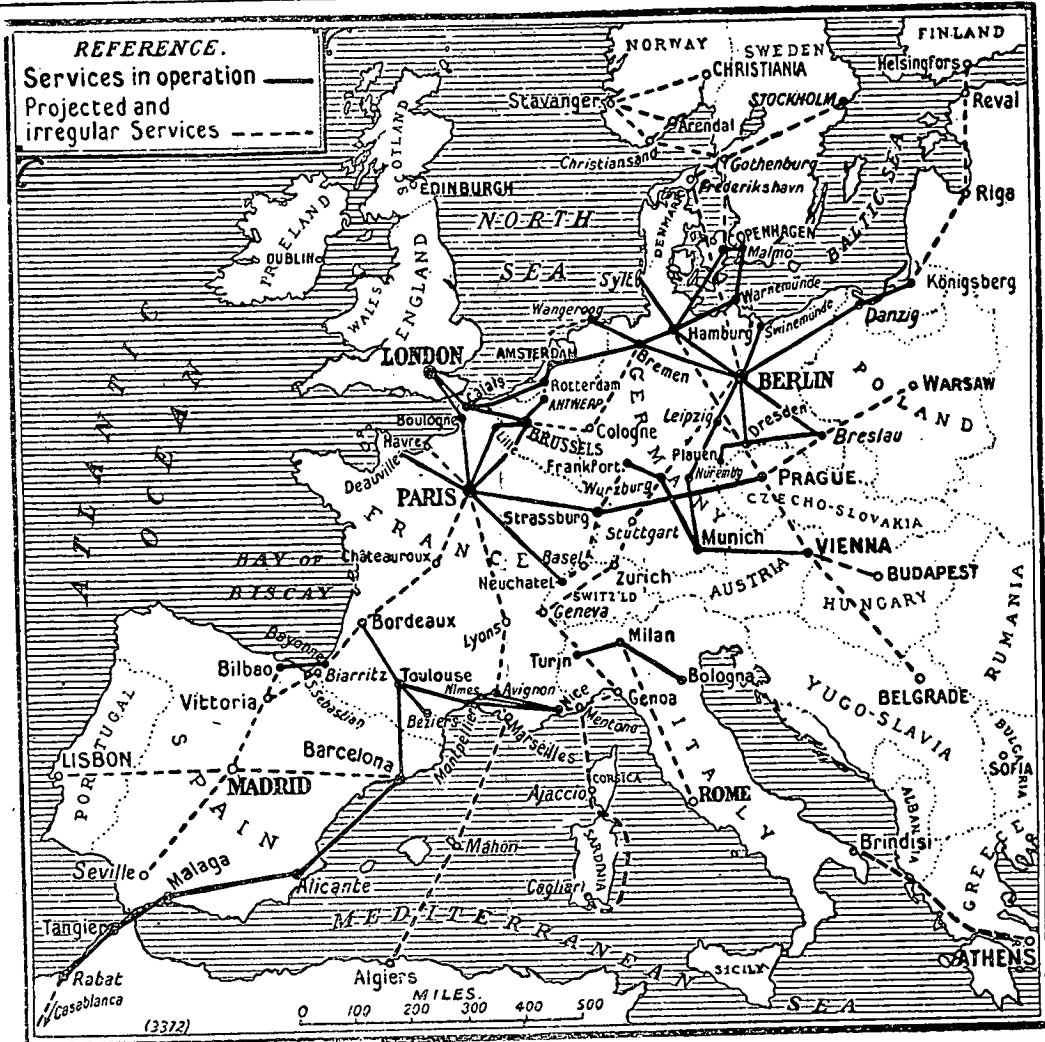 REFERENCE.
Services in operation
Projected and
irregular Services
NORWAY
SWEDEN
FINLAND
CHRISTIANIA
Helsingfors
Stavanger
STOCKHOLM
Reval
Arendal
Christiansand
Gothenburg
Frederikshavn
SCOTLAND
EDINBURGH
BALTIC SEA
Riga
NORTH
SEA
DENMARK
COPENHAGEN
Malmö
IRELAND
DUBLIN
ENGLAND
WALES
Sylt
Wangeroog
Warnemünde
Swinemünde
Königsberg
Danzig
Hamburg
ATLANTIC
OCEAN
LONDON
AMSTERDAM
Bremen
BERLIN
POLAND
WARSAW
Calais
Rotterdam
ANTWERP
Boulogne
BRUSSELS
Lille
Cologne
GERMANY
Leipzig
Dresden
Breslau
Havre
Deauville
Plauen
Frankfort
Nürembg
PARIS
Wurzburg
PRAGUE
CZECHO-SLOVAKIA
Strassburg
Stuttgart
Munich
VIENNA
FRANCE
Châteauroux
Basel
Neuchatel
Zurich
SWITZ'LD
AUSTRIA
BUDAPEST
HUNGARY
BAY OF
BISCAY
Geneva
Bordeaux
Lyons
Milan
Turin
Bologna
RUMANIA
Bayonne
Bilbao
Biarritz
Toulouse
Nimes
Avignon
Nice
Genoa
BELGRADE
Vittoria
S. Sebastian
Beziers
Montpellier
Marseilles
Mentone
YUGO-SLAVIA
BULGARIA
SOFIA
PORTUGAL
LISBON
SPAIN
Barcelona
MADRID
CORSICA
Ajaccio
ITALY
ROME
ALBANIA
Brindisi
Seville
Malaga
Alicante
Mahon
SARDINIA
Cagliari
GREECE
Tangier
MEDITERRANEAN
SEA
ATHENS
Rabat
Casablanca
Algiers
SICILY
MILES.
0 100 200 300 400 500
(3372)